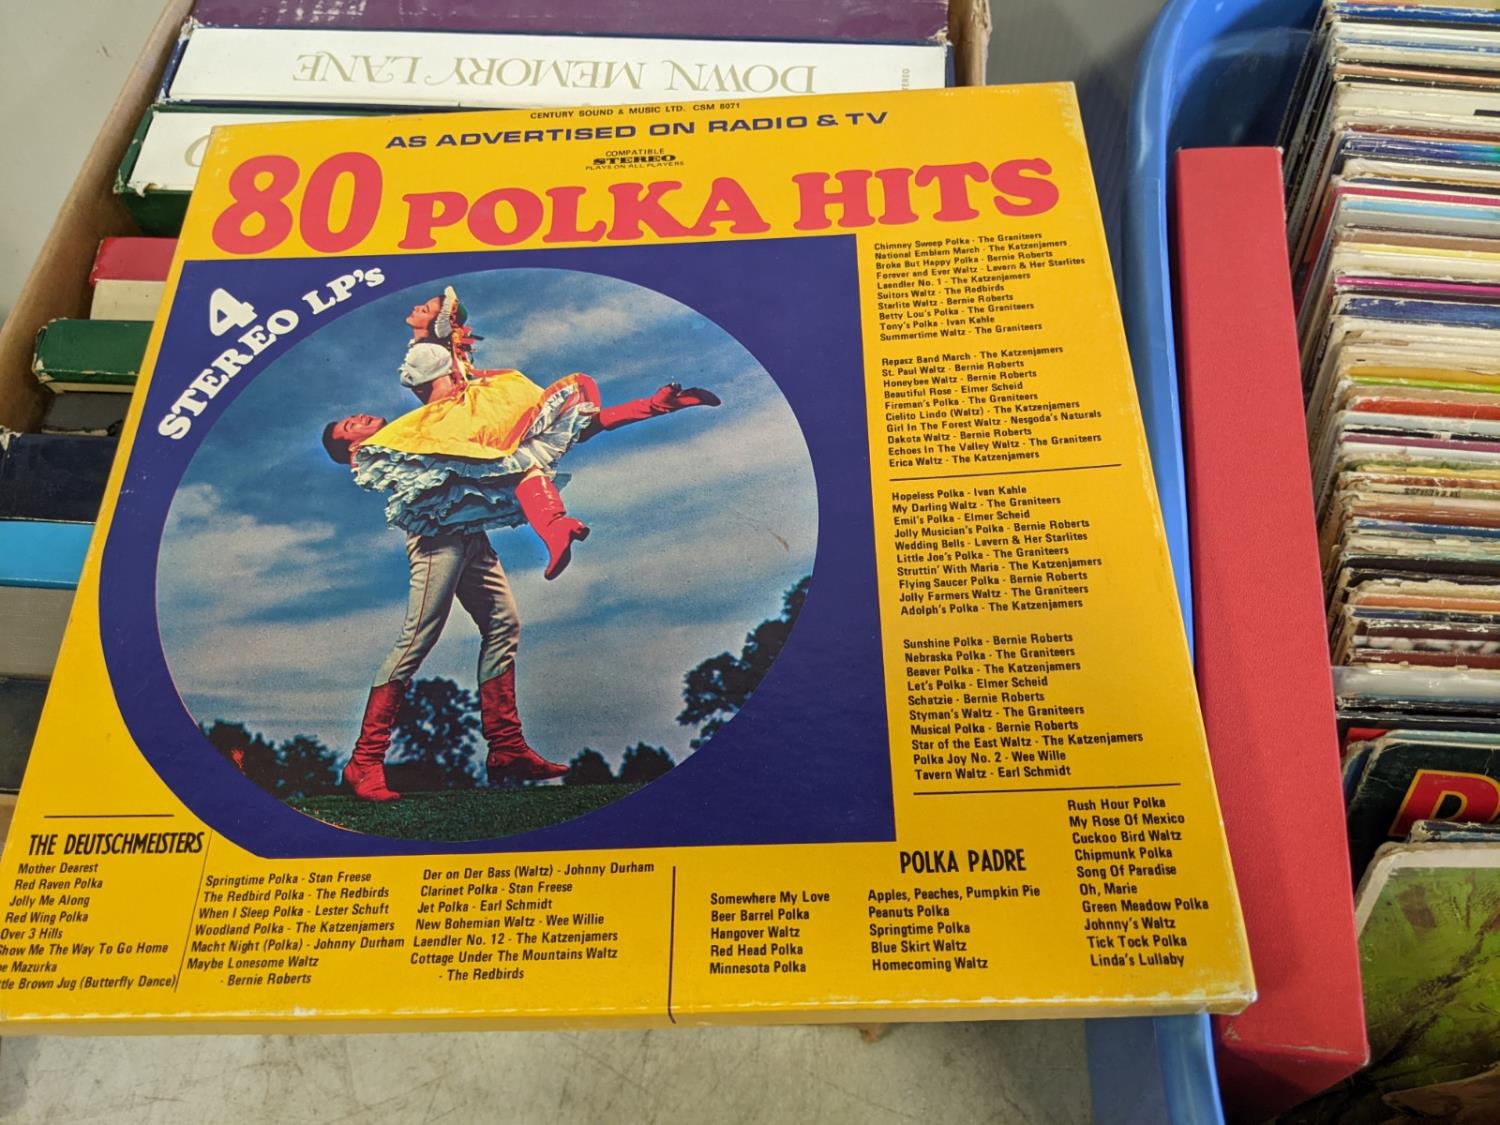 DOWN MEMORY LANE
CENTURY SOUND & MUSIC LTD. CSM 8071
AS ADVERTISED ON RADIO & TV
COMPATIBLE
STEREO
PLAYS ON ALL PLAYERS
80 POLKA HITS
4
STEREO LP's
Chimney Sweep Polka - The Graniteers
National Emblem March - The Katzenjamers
Broke But Happy Polka - Bernie Roberts
Forever and Ever Waltz - Lavern & Her Starlites
Laendler No. 1 - The Katzenjamers
Suitors Waltz - The Redbirds
Starlite Waltz - Bernie Roberts
Betty Lou's Polka - The Graniteers
Tony's Polka - Ivan Kahle
Summertime Waltz - The Graniteers
Repasz Band March - The Katzenjamers
St. Paul Waltz - Bernie Roberts
Honeybee Waltz - Bernie Roberts
Beautiful Rose - Elmer Scheid
Fireman's Polka - The Graniteers
Cielito Lindo (Waltz) - The Katzenjamers
Girl In The Forest Waltz - Nesgoda's Naturals
Dakota Waltz - Bernie Roberts
Echoes In The Valley Waltz - The Graniteers
Erica Waltz - The Katzenjamers
Hopeless Polka - Ivan Kahle
My Darling Waltz - The Graniteers
Emil's Polka - Elmer Scheid
Jolly Musician's Polka - Bernie Roberts
Wedding Bells - Lavern & Her Starlites
Little Joe's Polka - The Graniteers
Struttin' With Maria - The Katzenjamers
Flying Saucer Polka - Bernie Roberts
Jolly Farmers Waltz - The Graniteers
Adolph's Polka - The Katzenjamers
Sunshine Polka - Bernie Roberts
Nebraska Polka - The Graniteers
Beaver Polka - The Katzenjamers
Let's Polka - Elmer Scheid
Schatzie - Bernie Roberts
Styman's Waltz - The Graniteers
Musical Polka - Bernie Roberts
Star of the East Waltz - The Katzenjamers
Polka Joy No. 2 - Wee Wille
Tavern Waltz - Earl Schmidt
THE DEUTSCHMEISTERS
Mother Dearest
Red Raven Polka
Jolly Me Along
Red Wing Polka
Over 3 Hills
Show Me The Way To Go Home
Mazurka
Brown Jug (Butterfly Dance)
Springtime Polka - Stan Freese
The Redbird Polka - The Redbirds
When I Sleep Polka - Lester Schuft
Woodland Polka - The Katzenjamers
Macht Night (Polka) - Johnny Durham
Maybe Lonesome Waltz
- Bernie Roberts
Der on Der Bass (Waltz) - Johnny Durham
Clarinet Polka - Stan Freese
Jet Polka - Earl Schmidt
New Bohemian Waltz - Wee Willie
Laendler No. 12 - The Katzenjamers
Cottage Under The Mountains Waltz
- The Redbirds
POLKA PADRE
Somewhere My Love
Beer Barrel Polka
Hangover Waltz
Red Head Polka
Minnesota Polka
Apples, Peaches, Pumpkin Pie
Peanuts Polka
Springtime Polka
Blue Skirt Waltz
Homecoming Waltz
Rush Hour Polka
My Rose Of Mexico
Cuckoo Bird Waltz
Chipmunk Polka
Song Of Paradise
Oh, Marie
Green Meadow Polka
Johnny's Waltz
Tick Tock Polka
Linda's Lullaby